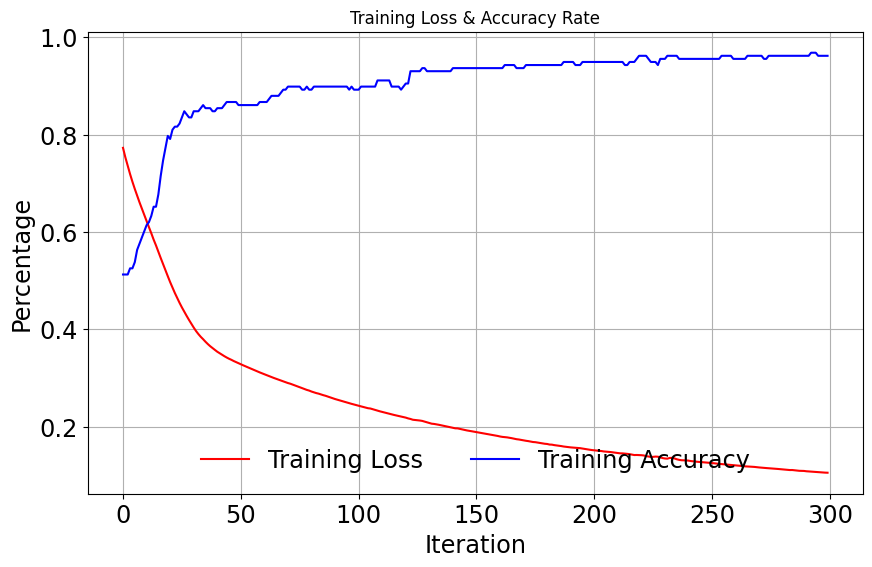 Training Loss & Accuracy Rate
1.0
0.8
0.6
0.4
0.2
Percentage
Training Loss Training Accuracy
0 50 100 150 200 250 300
Iteration